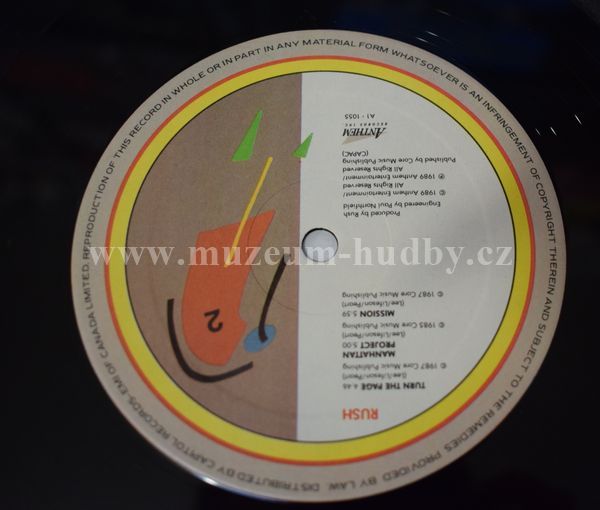 RUSH
TURN THE PAGE 4:46
(Lee/Lifeson/Peart)
© 1987 Core Music Publishing
MANHATTAN
PROJECT 5:00
(Lee/Lifeson/Peart)
© 1985 Core Music Publishing
MISSION 5:39
(Lee/Lifeson/Peart)
© 1987 Core Music Publishing
Produced by Rush
Engineered by Paul Northfield
© 1989 Anthem Entertainment/
All Rights Reserved
℗ 1989 Anthem Entertainment/
All Rights Reserved
Published by Core Music Publishing
(CAPAC)
ANTHEM
RECORDS INC.
A1 - 1055
2
DISTRIBUTED BY CAPITOL RECORDS-EMI OF CANADA LIMITED. REPRODUCTION OF THIS RECORD IN WHOLE OR IN PART IN ANY MATERIAL FORM WHATSOEVER IS AN INFRINGEMENT OF COPYRIGHT THEREIN AND SUBJECT TO THE REMEDIES PROVIDED BY LAW.
www.muzeum-hudby.cz